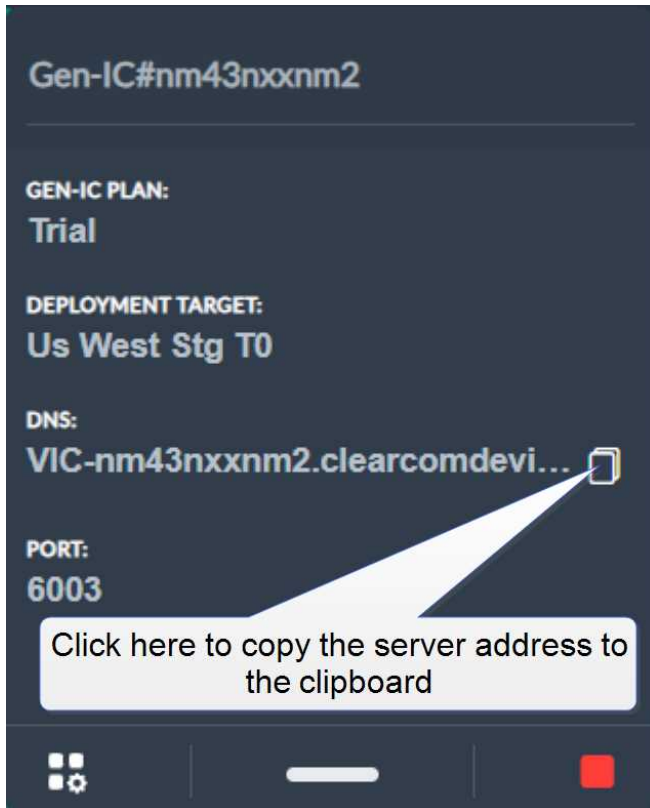 Gen-IC#nm43nxxnm2
GEN-IC PLAN:
Trial
DEPLOYMENT TARGET:
Us West Stg T0
DNS:
VIC-nm43nxxnm2.clearcomdevi...
PORT:
6003
Click here to copy the server address to
the clipboard